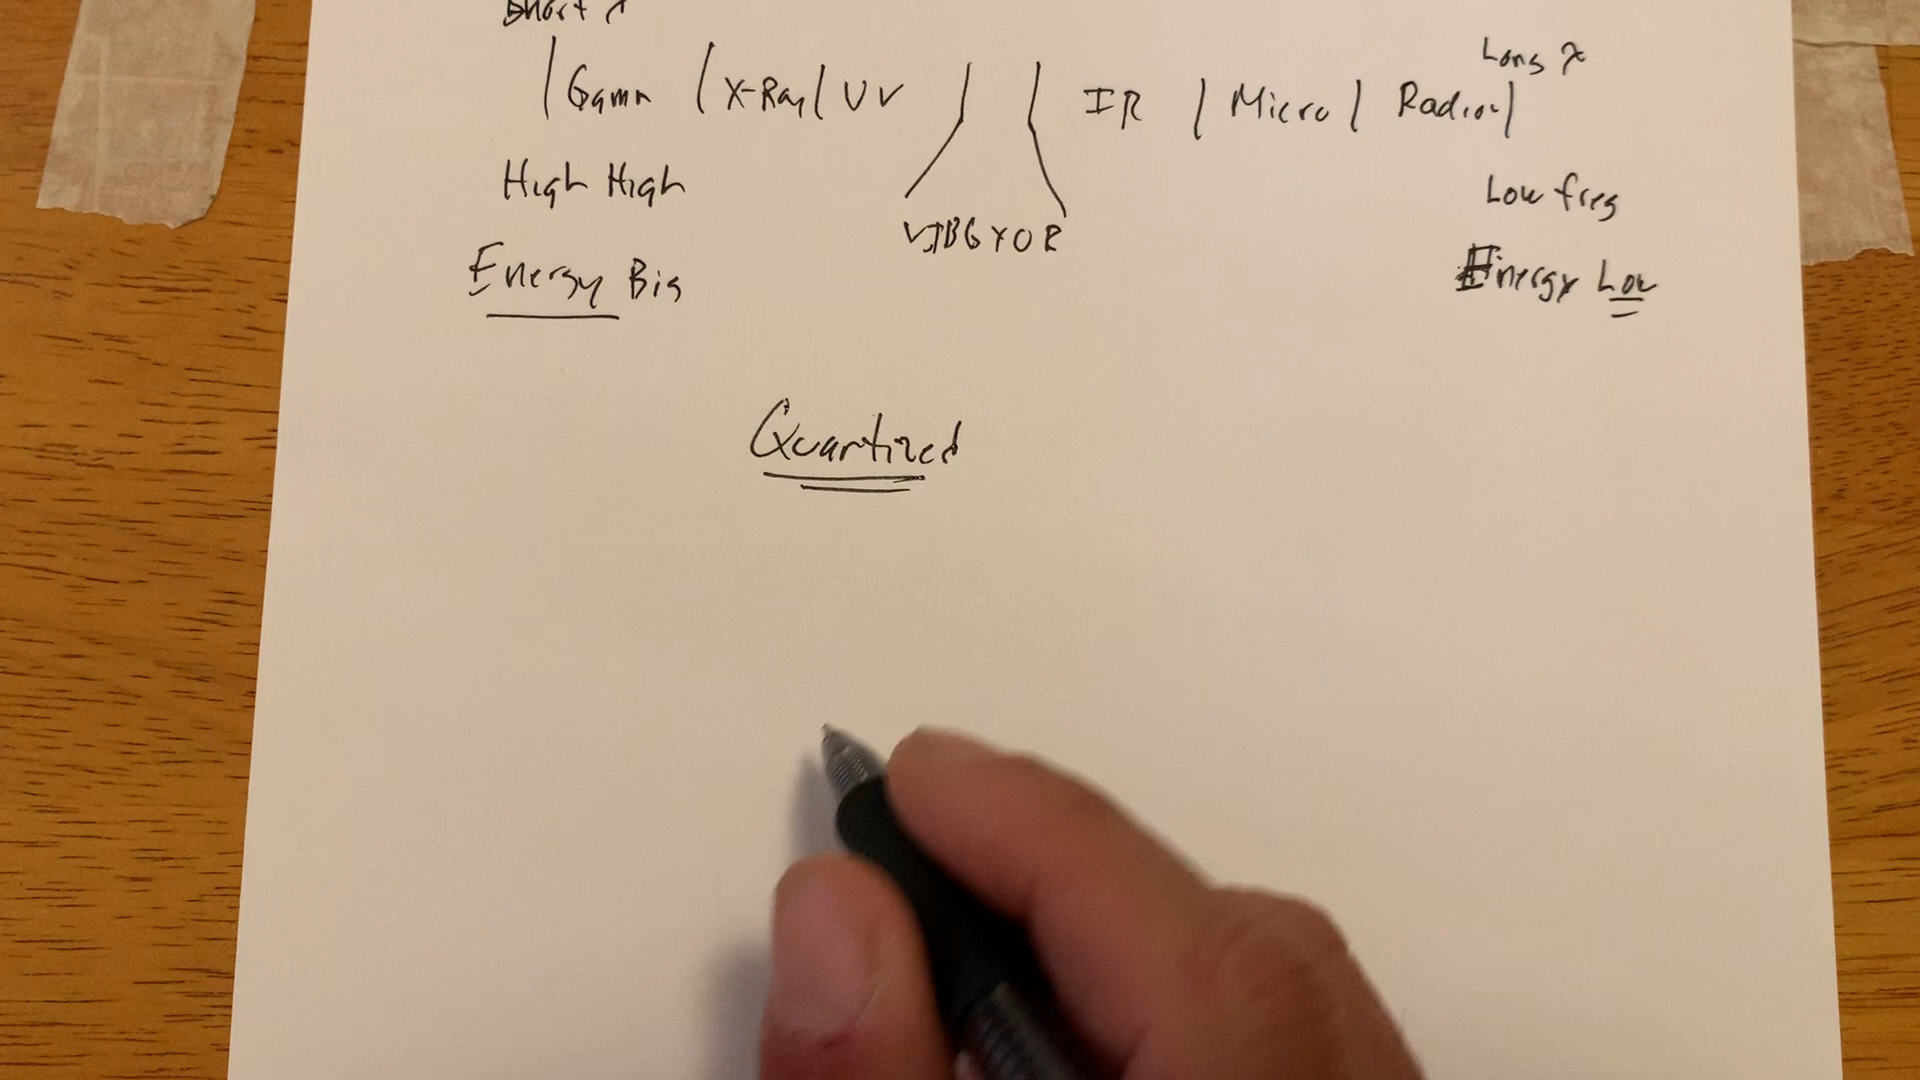 Short λ
Long λ
| Gamm | X-Ray | UV | | IR | Micro | Radio |
High High
Low freq
VIBGYOR
Energy Big
Energy Low
Quantized